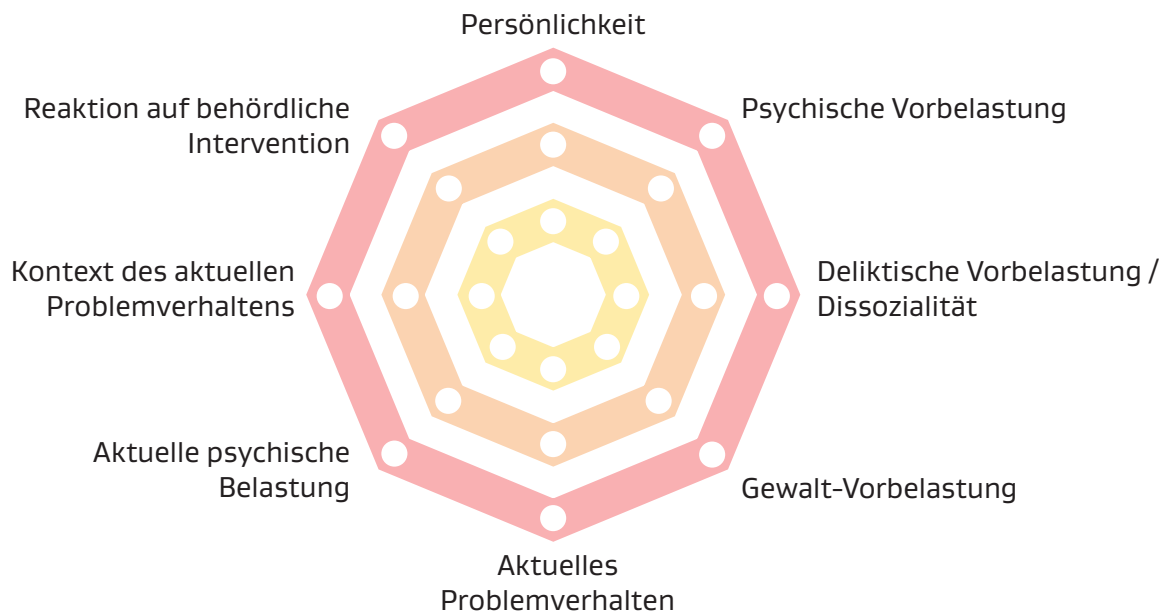 Persönlichkeit
Reaktion auf behördliche
Intervention
Psychische Vorbelastung
Kontext des aktuellen
Problemverhaltens
Deliktische Vorbelastung /
Dissozialität
Aktuelle psychische
Belastung
Gewalt-Vorbelastung
Aktuelles
Problemverhalten